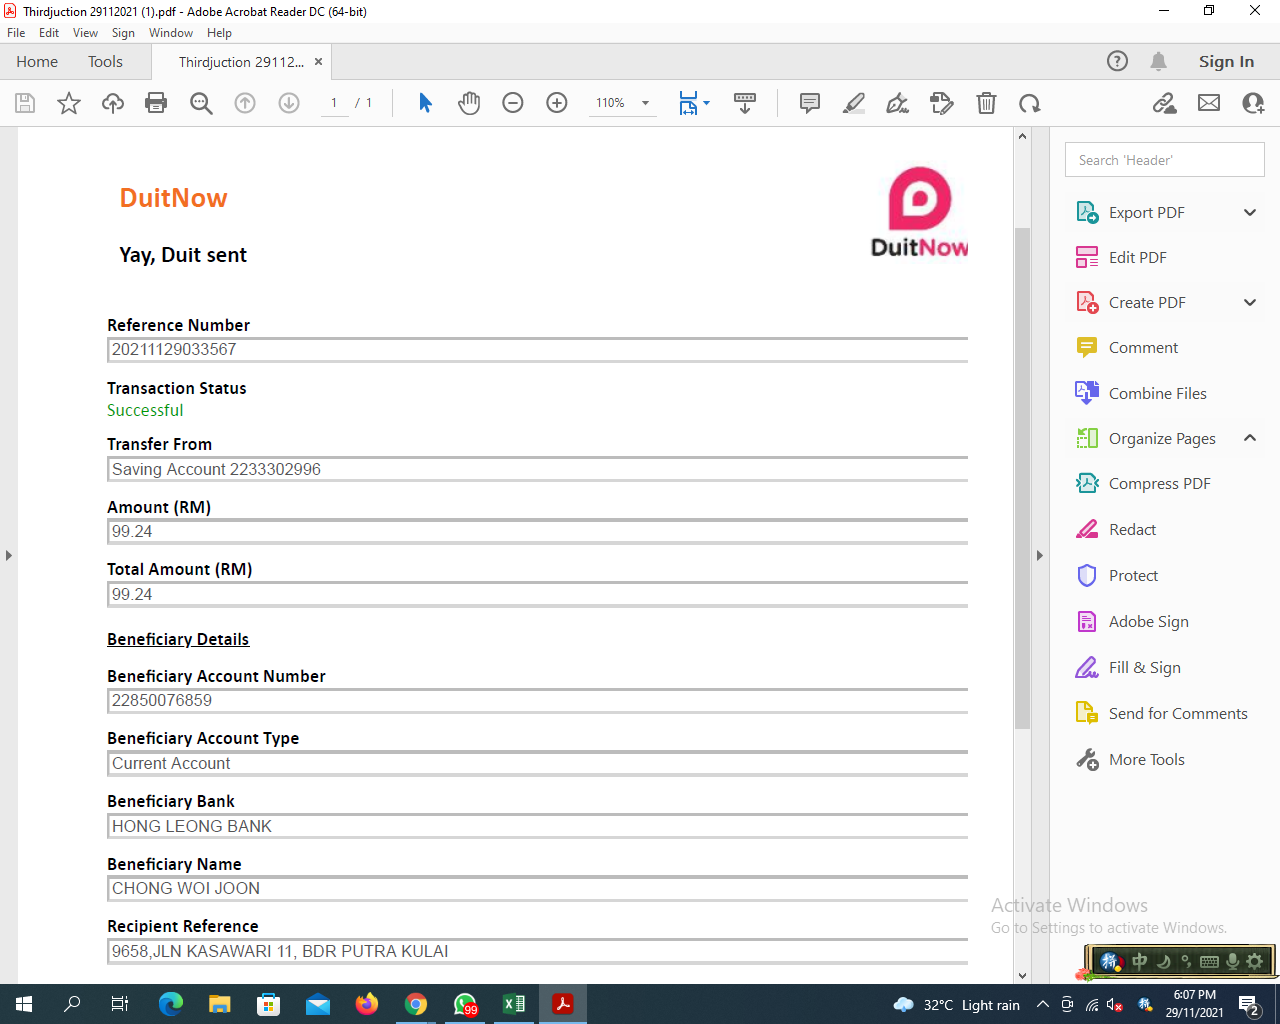 Thirdjuction 29112021 (1).pdf - Adobe Acrobat Reader DC (64-bit)
File Edit View Sign Window Help
Home Tools Thirdjuction 29112... × Sign In
1 / 1 110%
DuitNow
DuitNow
Yay, Duit sent
Reference Number
20211129033567
Transaction Status
Successful
Transfer From
Saving Account 2233302996
Amount (RM)
99.24
Total Amount (RM)
99.24
Beneficiary Details
Beneficiary Account Number
22850076859
Beneficiary Account Type
Current Account
Beneficiary Bank
HONG LEONG BANK
Beneficiary Name
CHONG WOI JOON
Recipient Reference
9658,JLN KASAWARI 11, BDR PUTRA KULAI
Search 'Header'
Export PDF
Edit PDF
Create PDF
Comment
Combine Files
Organize Pages
Compress PDF
Redact
Protect
Adobe Sign
Fill & Sign
Send for Comments
More Tools
Activate Windows
Go to Settings to activate Windows.
拼 中
99
32°C Light rain
6:07 PM
29/11/2021
2